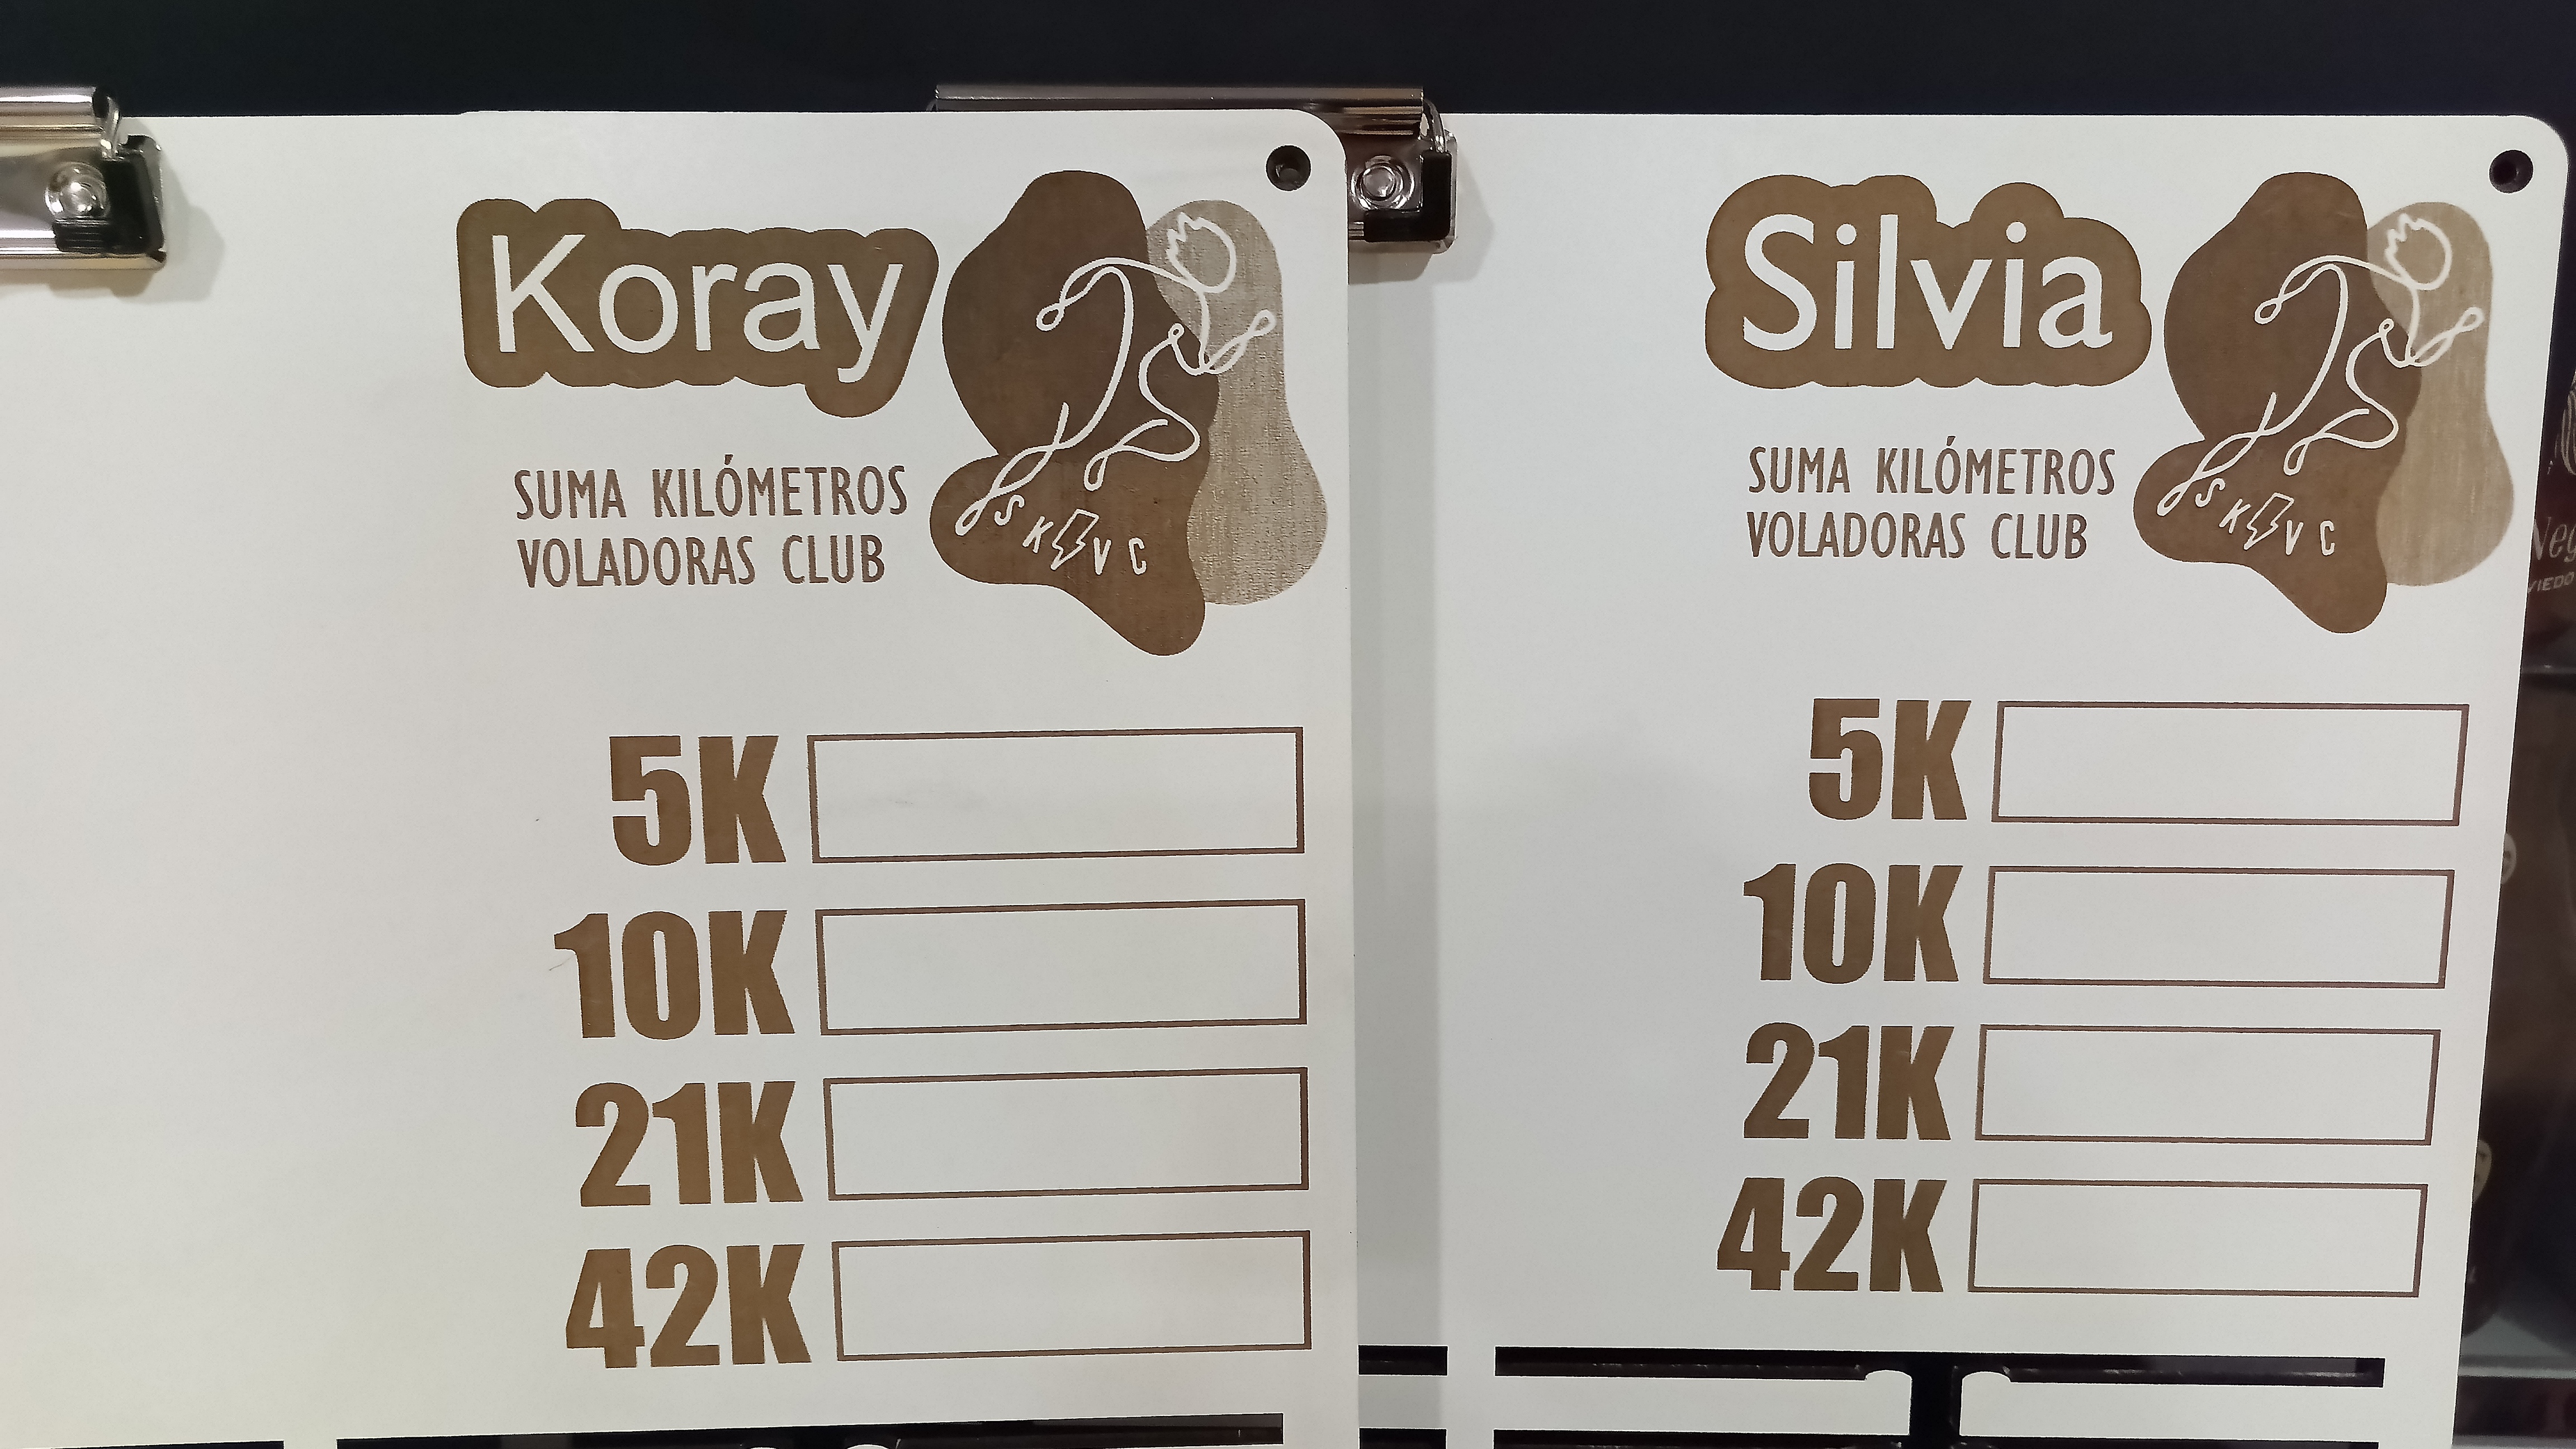 Koray
SUMA KILÓMETROS
VOLADORAS CLUB
S K V C
5K
10K
21K
42K
Silvia
SUMA KILÓMETROS
VOLADORAS CLUB
S K V C
5K
10K
21K
42K